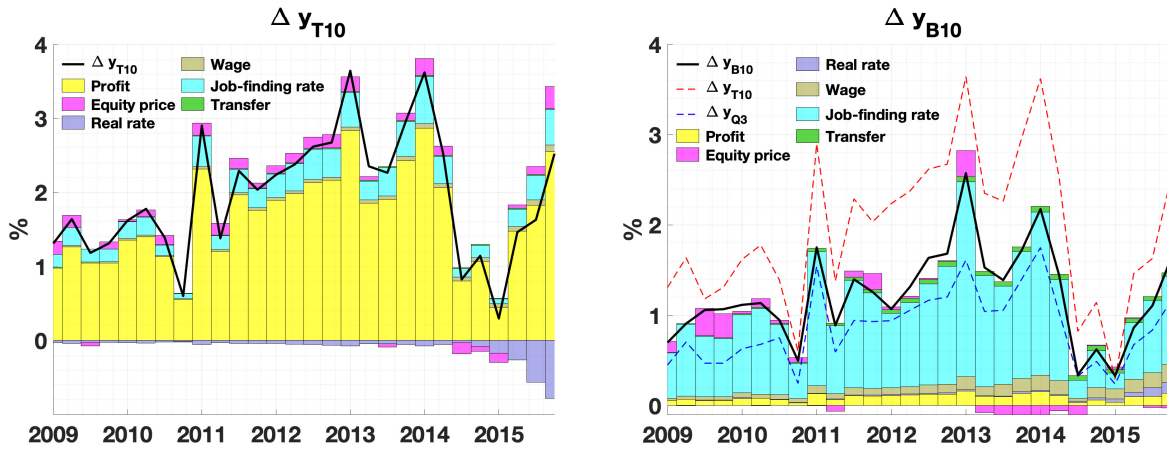 Δ y_T10
4
3
2
1
0
%
Δ y_T10
Profit
Equity price
Real rate
Wage
Job-finding rate
Transfer
2009 2010 2011 2012 2013 2014 2015
Δ y_B10
4
3
2
1
0
%
Δ y_B10
Δ y_T10
Δ y_Q3
Profit
Equity price
Real rate
Wage
Job-finding rate
Transfer
2009 2010 2011 2012 2013 2014 2015